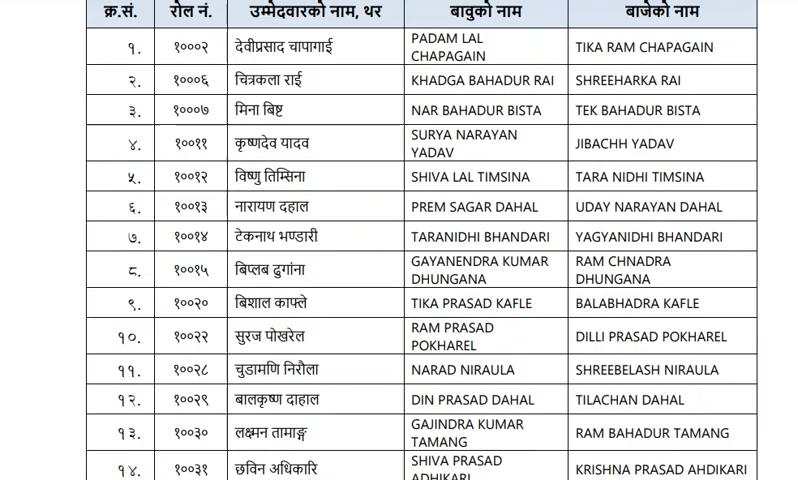 क्र.सं. रोल नं. उम्मेदवारको नाम, थर बावुको नाम बाजेको नाम
१. १०००२ देवीप्रसाद चापागाई PADAM LAL CHAPAGAIN TIKA RAM CHAPAGAIN
२. १०००६ चित्रकला राई KHADGA BAHADUR RAI SHREEHARKA RAI
३. १०००७ मिना बिष्ट NAR BAHADUR BISTA TEK BAHADUR BISTA
४. १००११ कृष्णदेव यादव SURYA NARAYAN YADAV JIBACHH YADAV
५. १००१२ विष्णु तिम्सिना SHIVA LAL TIMSINA TARA NIDHI TIMSINA
६. १००१३ नारायण दहाल PREM SAGAR DAHAL UDAY NARAYAN DAHAL
७. १००१४ टेकनाथ भण्डारी TARANIDHI BHANDARI YAGYANIDHI BHANDARI
८. १००१५ बिप्लब ढुगांना GAYANENDRA KUMAR DHUNGANA RAM CHNADRA DHUNGANA
९. १००२० बिशाल काफ्ले TIKA PRASAD KAFLE BALABHADRA KAFLE
१०. १००२२ सुरज पोखरेल RAM PRASAD POKHAREL DILLI PRASAD POKHAREL
११. १००२८ चुडामणि निरौला NARAD NIRAULA SHREEBELASH NIRAULA
१२. १००२९ बालकृष्ण दाहाल DIN PRASAD DAHAL TILACHAN DAHAL
१३. १००३० लक्ष्मन तामाङ्ग GAJINDRA KUMAR TAMANG RAM BAHADUR TAMANG
१४. १००३१ छविन अधिकारि SHIVA PRASAD ADHIKARI KRISHNA PRASAD AHDIKARI